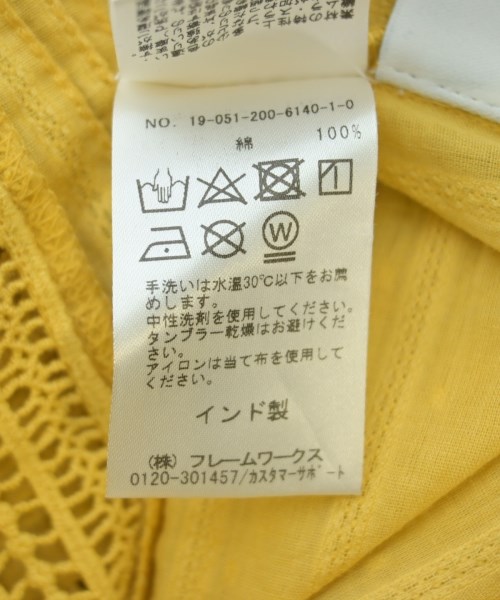 NO. 19-051-200-6140-1-0
綿 100%
W
手洗いは水温30℃以下をお薦
めします。
中性洗剤を使用してください。
タンブラー乾燥はお避けくだ
さい。
アイロンは当て布を使用して
ください。
インド製
(株) フレームワークス
0120-301457/カスタマーサポート